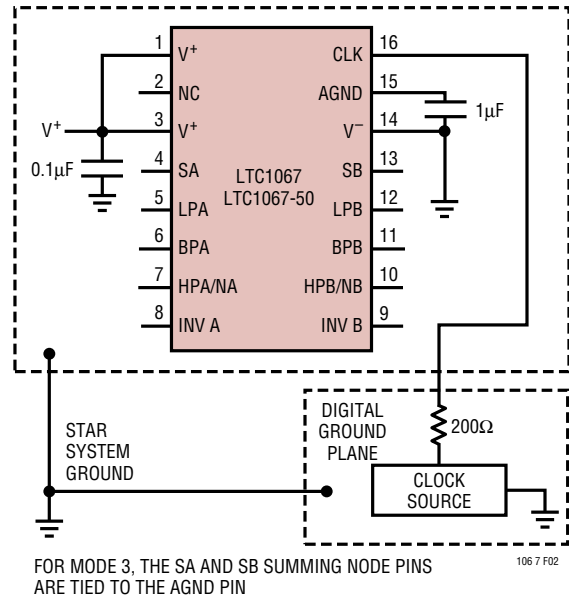 1 V+
2 NC
V+ 3 V+
0.1µF 4 SA
5 LPA
6 BPA
7 HPA/NA
8 INV A
LTC1067
LTC1067-50
CLK 16
AGND 15
1µF
V– 14
SB 13
LPB 12
BPB 11
HPB/NB 10
INV B 9
STAR
SYSTEM
GROUND
DIGITAL
GROUND
PLANE
200Ω
CLOCK
SOURCE
FOR MODE 3, THE SA AND SB SUMMING NODE PINS
ARE TIED TO THE AGND PIN
106 7 F02